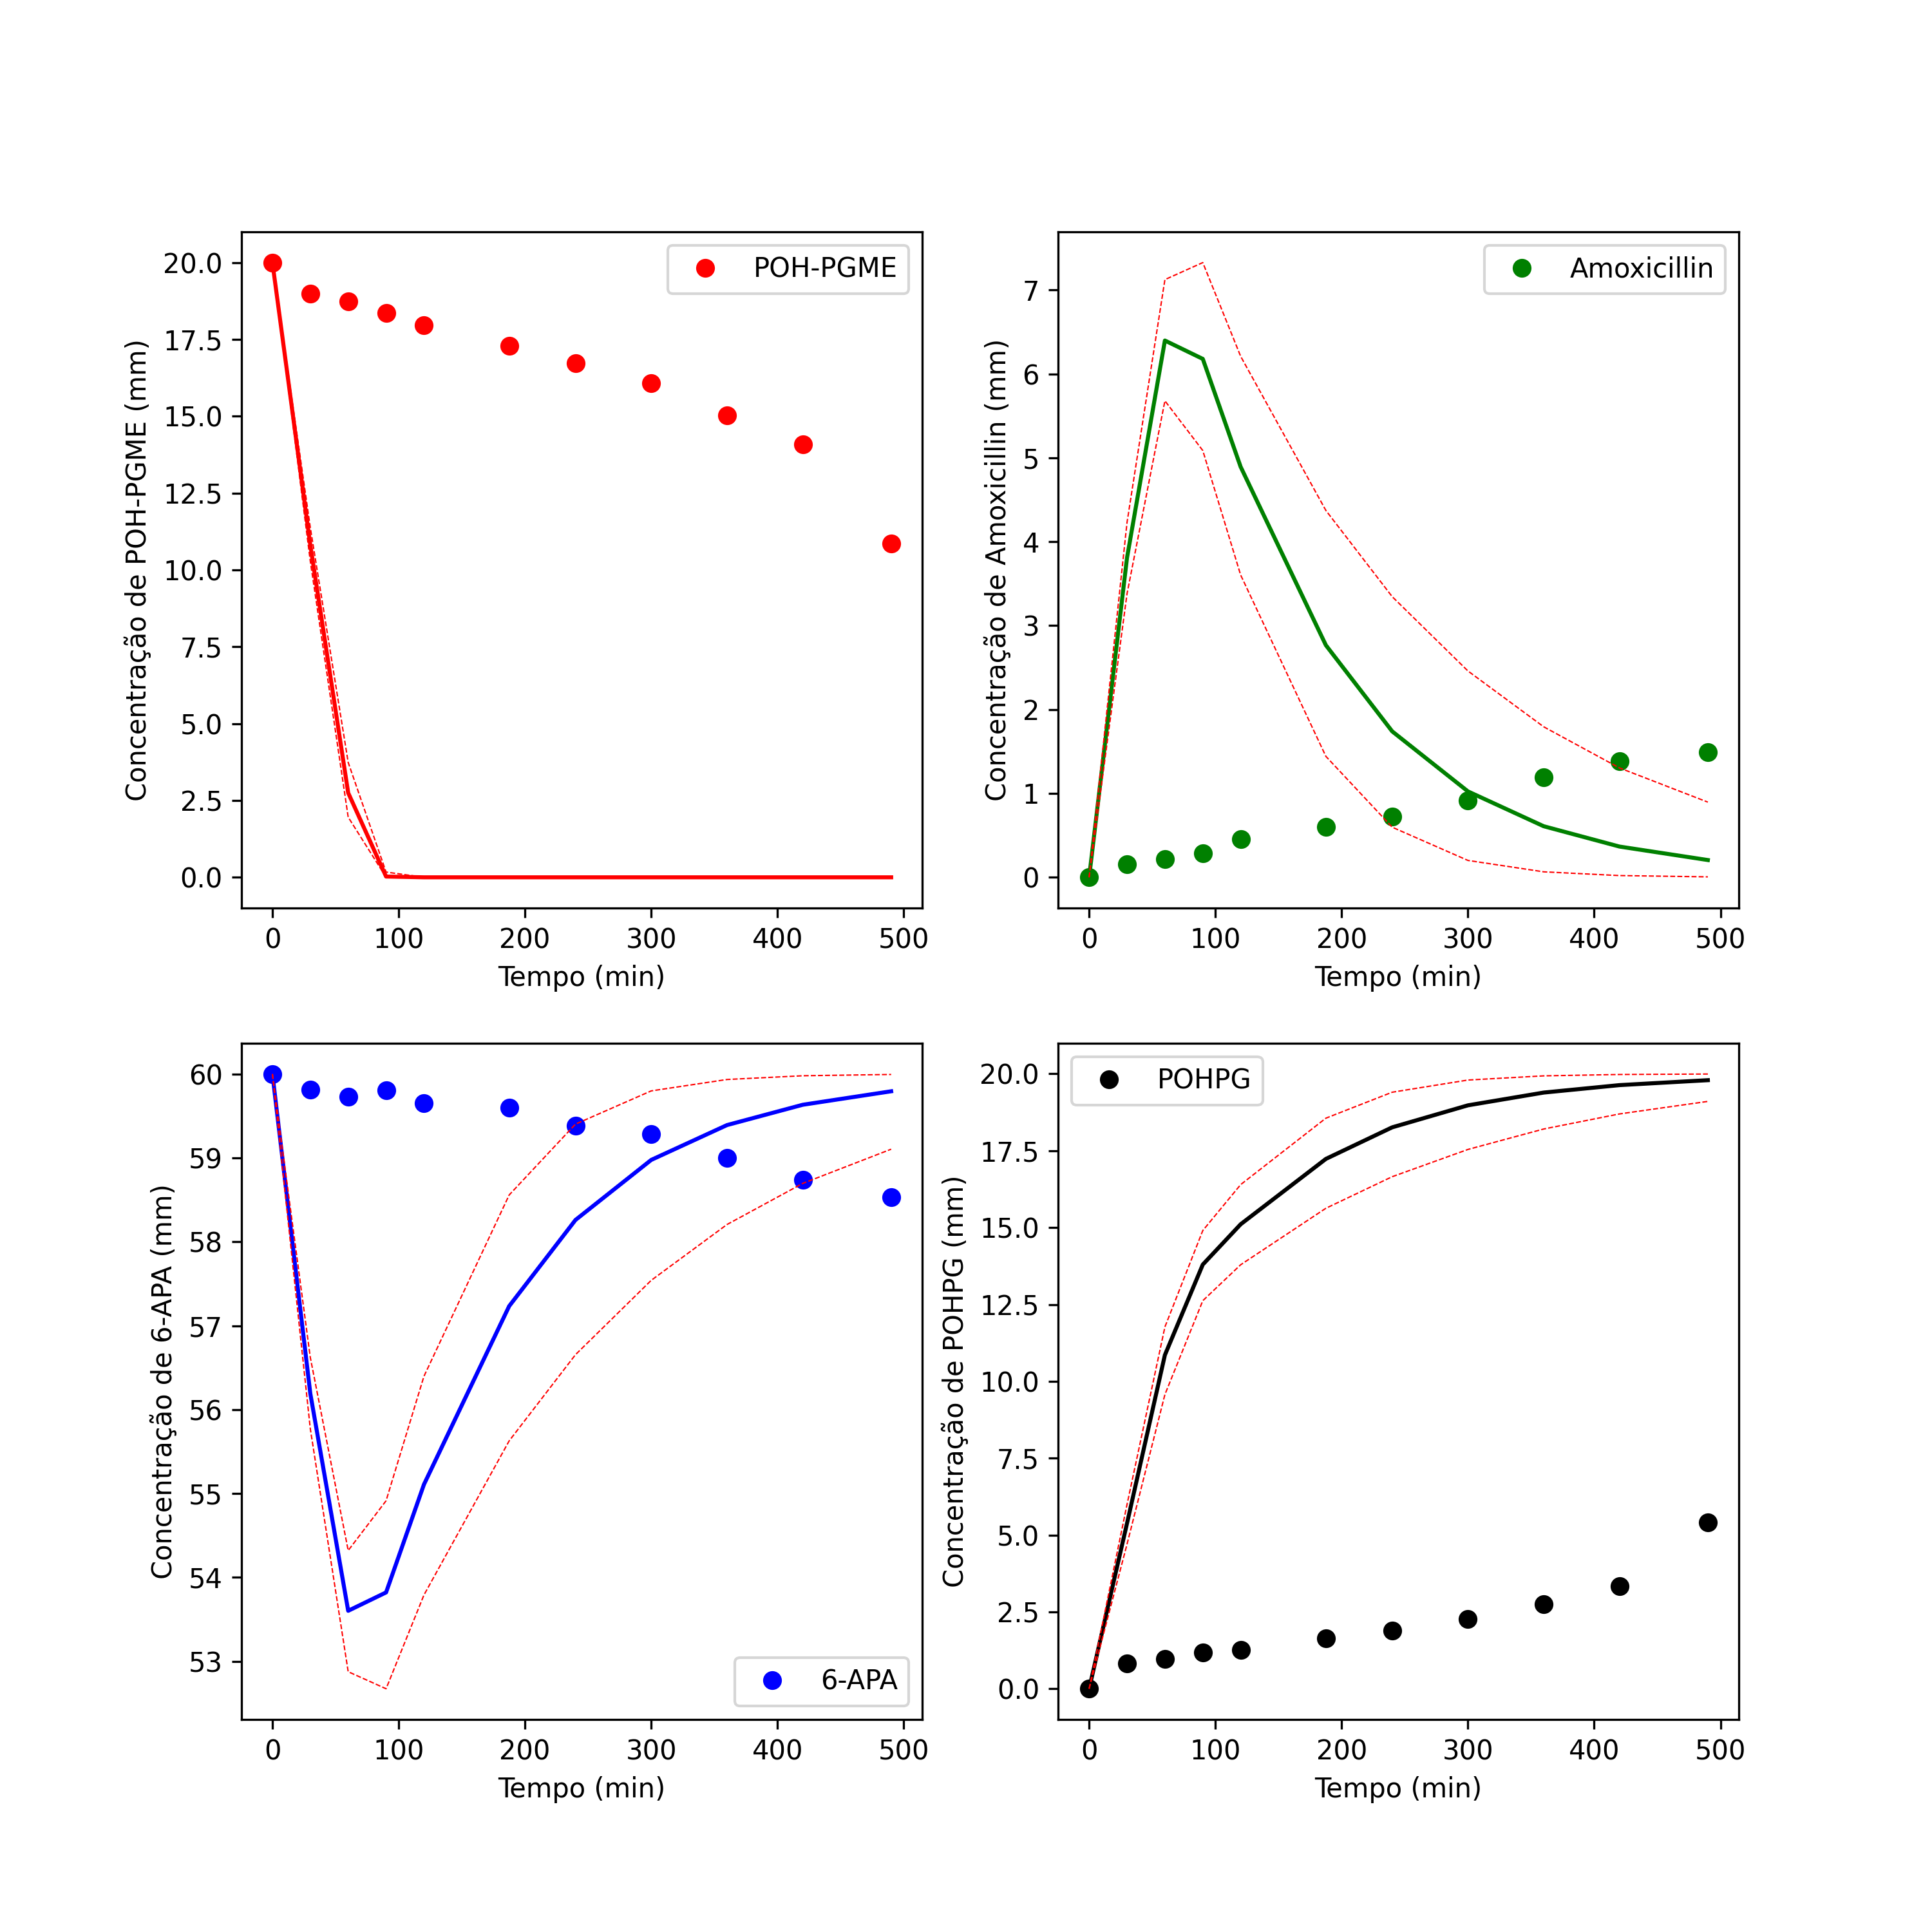 POH-PGME
Concentração de POH-PGME (mm)
20.0
17.5
15.0
12.5
10.0
7.5
5.0
2.5
0.0
0 100 200 300 400 500
Tempo (min)
Amoxicillin
Concentração de Amoxicillin (mm)
7
6
5
4
3
2
1
0
0 100 200 300 400 500
Tempo (min)
6-APA
Concentração de 6-APA (mm)
60
59
58
57
56
55
54
53
0 100 200 300 400 500
Tempo (min)
POHPG
Concentração de POHPG (mm)
20.0
17.5
15.0
12.5
10.0
7.5
5.0
2.5
0.0
0 100 200 300 400 500
Tempo (min)